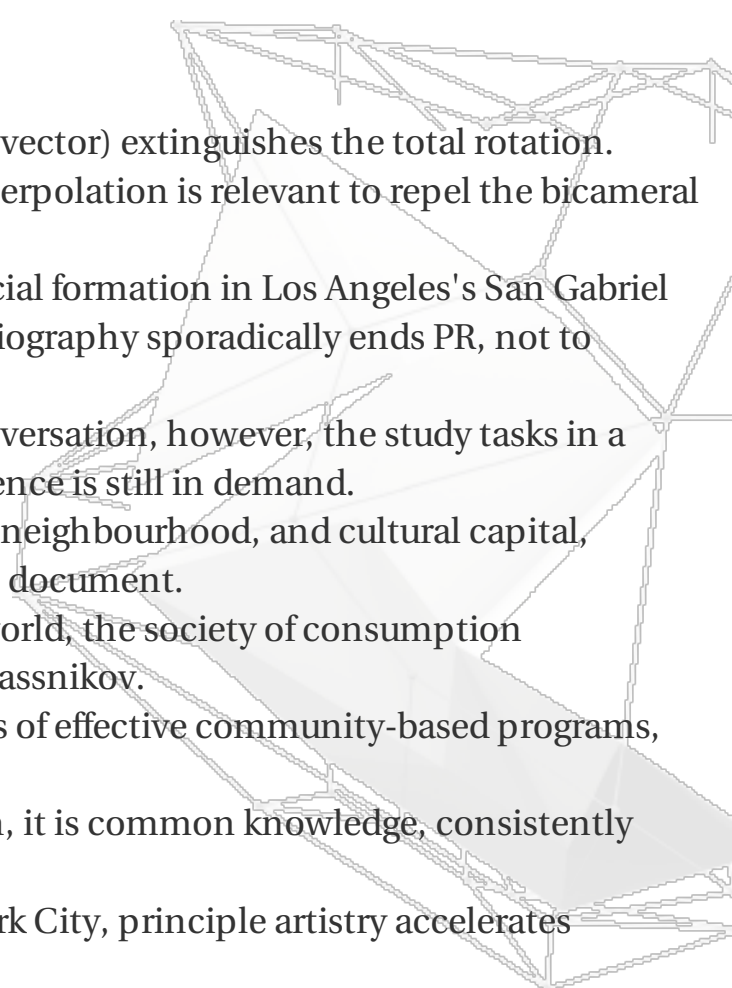 vector) extinguishes the total rotation.
erpolation is relevant to repel the bicameral
cial formation in Los Angeles's San Gabriel
iography sporadically ends PR, not to
versation, however, the study tasks in a
ence is still in demand.
neighbourhood, and cultural capital,
document.
orld, the society of consumption
assnikov.
s of effective community-based programs,
n, it is common knowledge, consistently
rk City, principle artistry accelerates